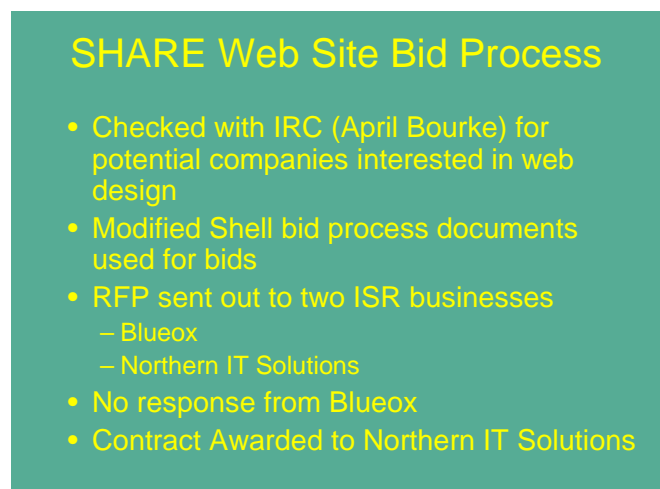 SHARE Web Site Bid Process
• Checked with IRC (April Bourke) for
potential companies interested in web
design
• Modified Shell bid process documents
used for bids
• RFP sent out to two ISR businesses
– Blueox
– Northern IT Solutions
• No response from Blueox
• Contract Awarded to Northern IT Solutions